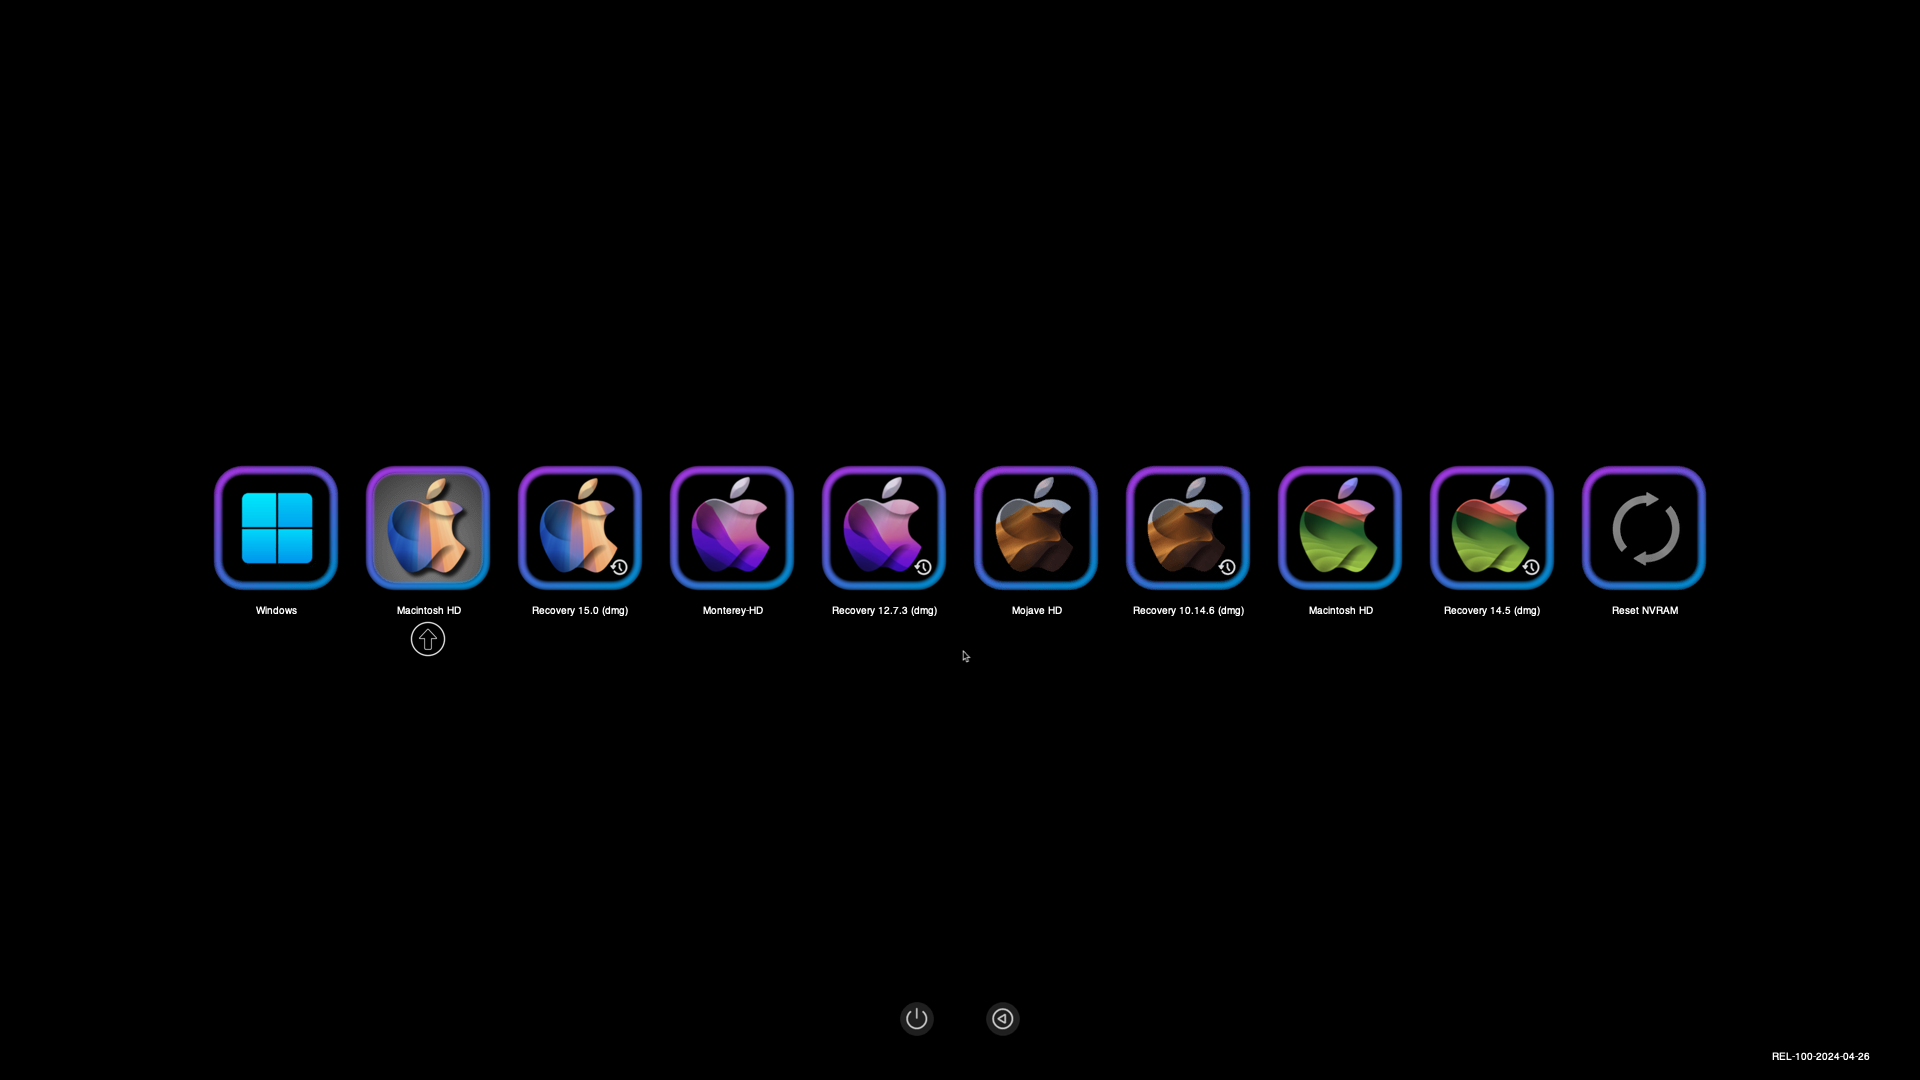 Windows
Macintosh HD
Recovery 15.0 (dmg)
Monterey-HD
Recovery 12.7.3 (dmg)
Mojave HD
Recovery 10.14.6 (dmg)
Macintosh HD
Recovery 14.5 (dmg)
Reset NVRAM
REL-100-2024-04-26